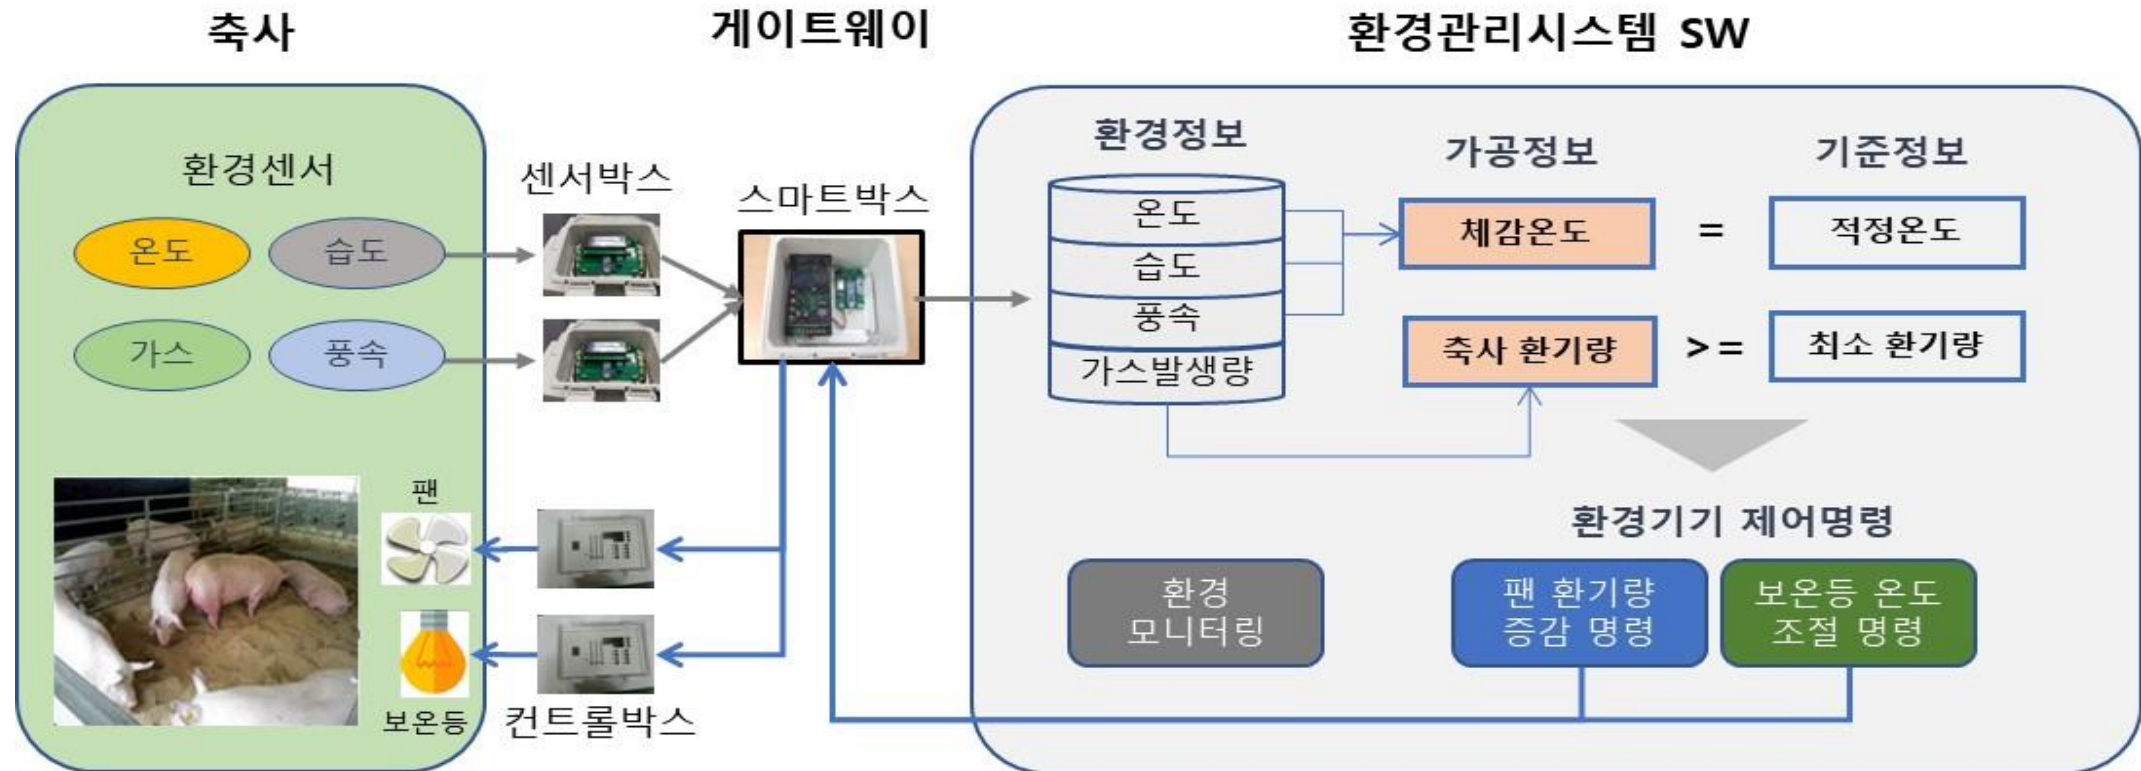 축사
게이트웨이
환경관리시스템 SW
환경센서
온도
습도
가스
풍속
팬
보온등
센서박스
스마트박스
컨트롤박스
환경정보
온도
습도
풍속
가스발생량
가공정보
기준정보
체감온도
=
적정온도
축사 환기량
>=
최소 환기량
환경기기 제어명령
환경
모니터링
팬 환기량
증감 명령
보온등 온도
조절 명령